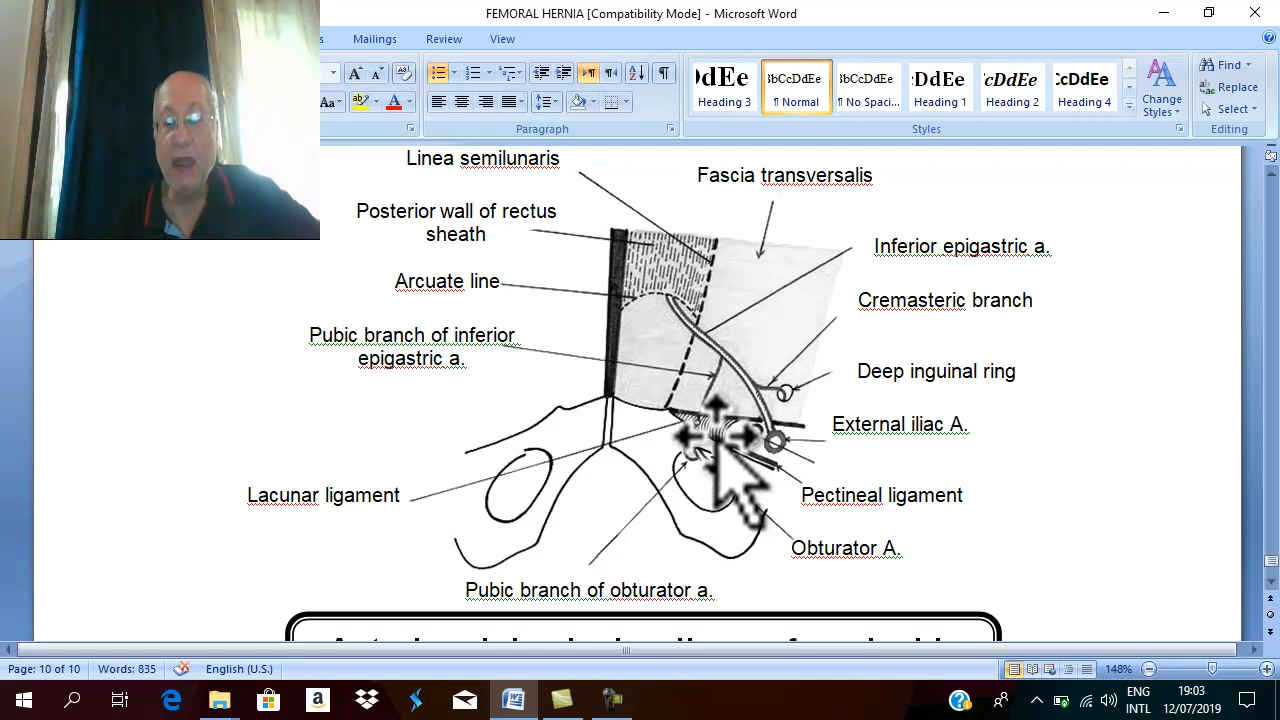 FEMORAL HERNIA [Compatibility Mode] - Microsoft Word
Mailings Review View
AaBbCcDdEe
Heading 3
¶ Normal
¶ No Spaci...
Heading 1
Heading 2
Heading 4
Change Styles
Find
Replace
Select
Paragraph
Styles
Editing
Linea semilunaris
Fascia transversalis
Posterior wall of rectus
sheath
Inferior epigastric a.
Arcuate line
Cremasteric branch
Pubic branch of inferior
epigastric a.
Deep inguinal ring
External iliac A.
Lacunar ligament
Pectineal ligament
Obturator A.
Pubic branch of obturator a.
Page: 10 of 10 Words: 835 English (U.S.) 148%
ENG 19:03
INTL 12/07/2019